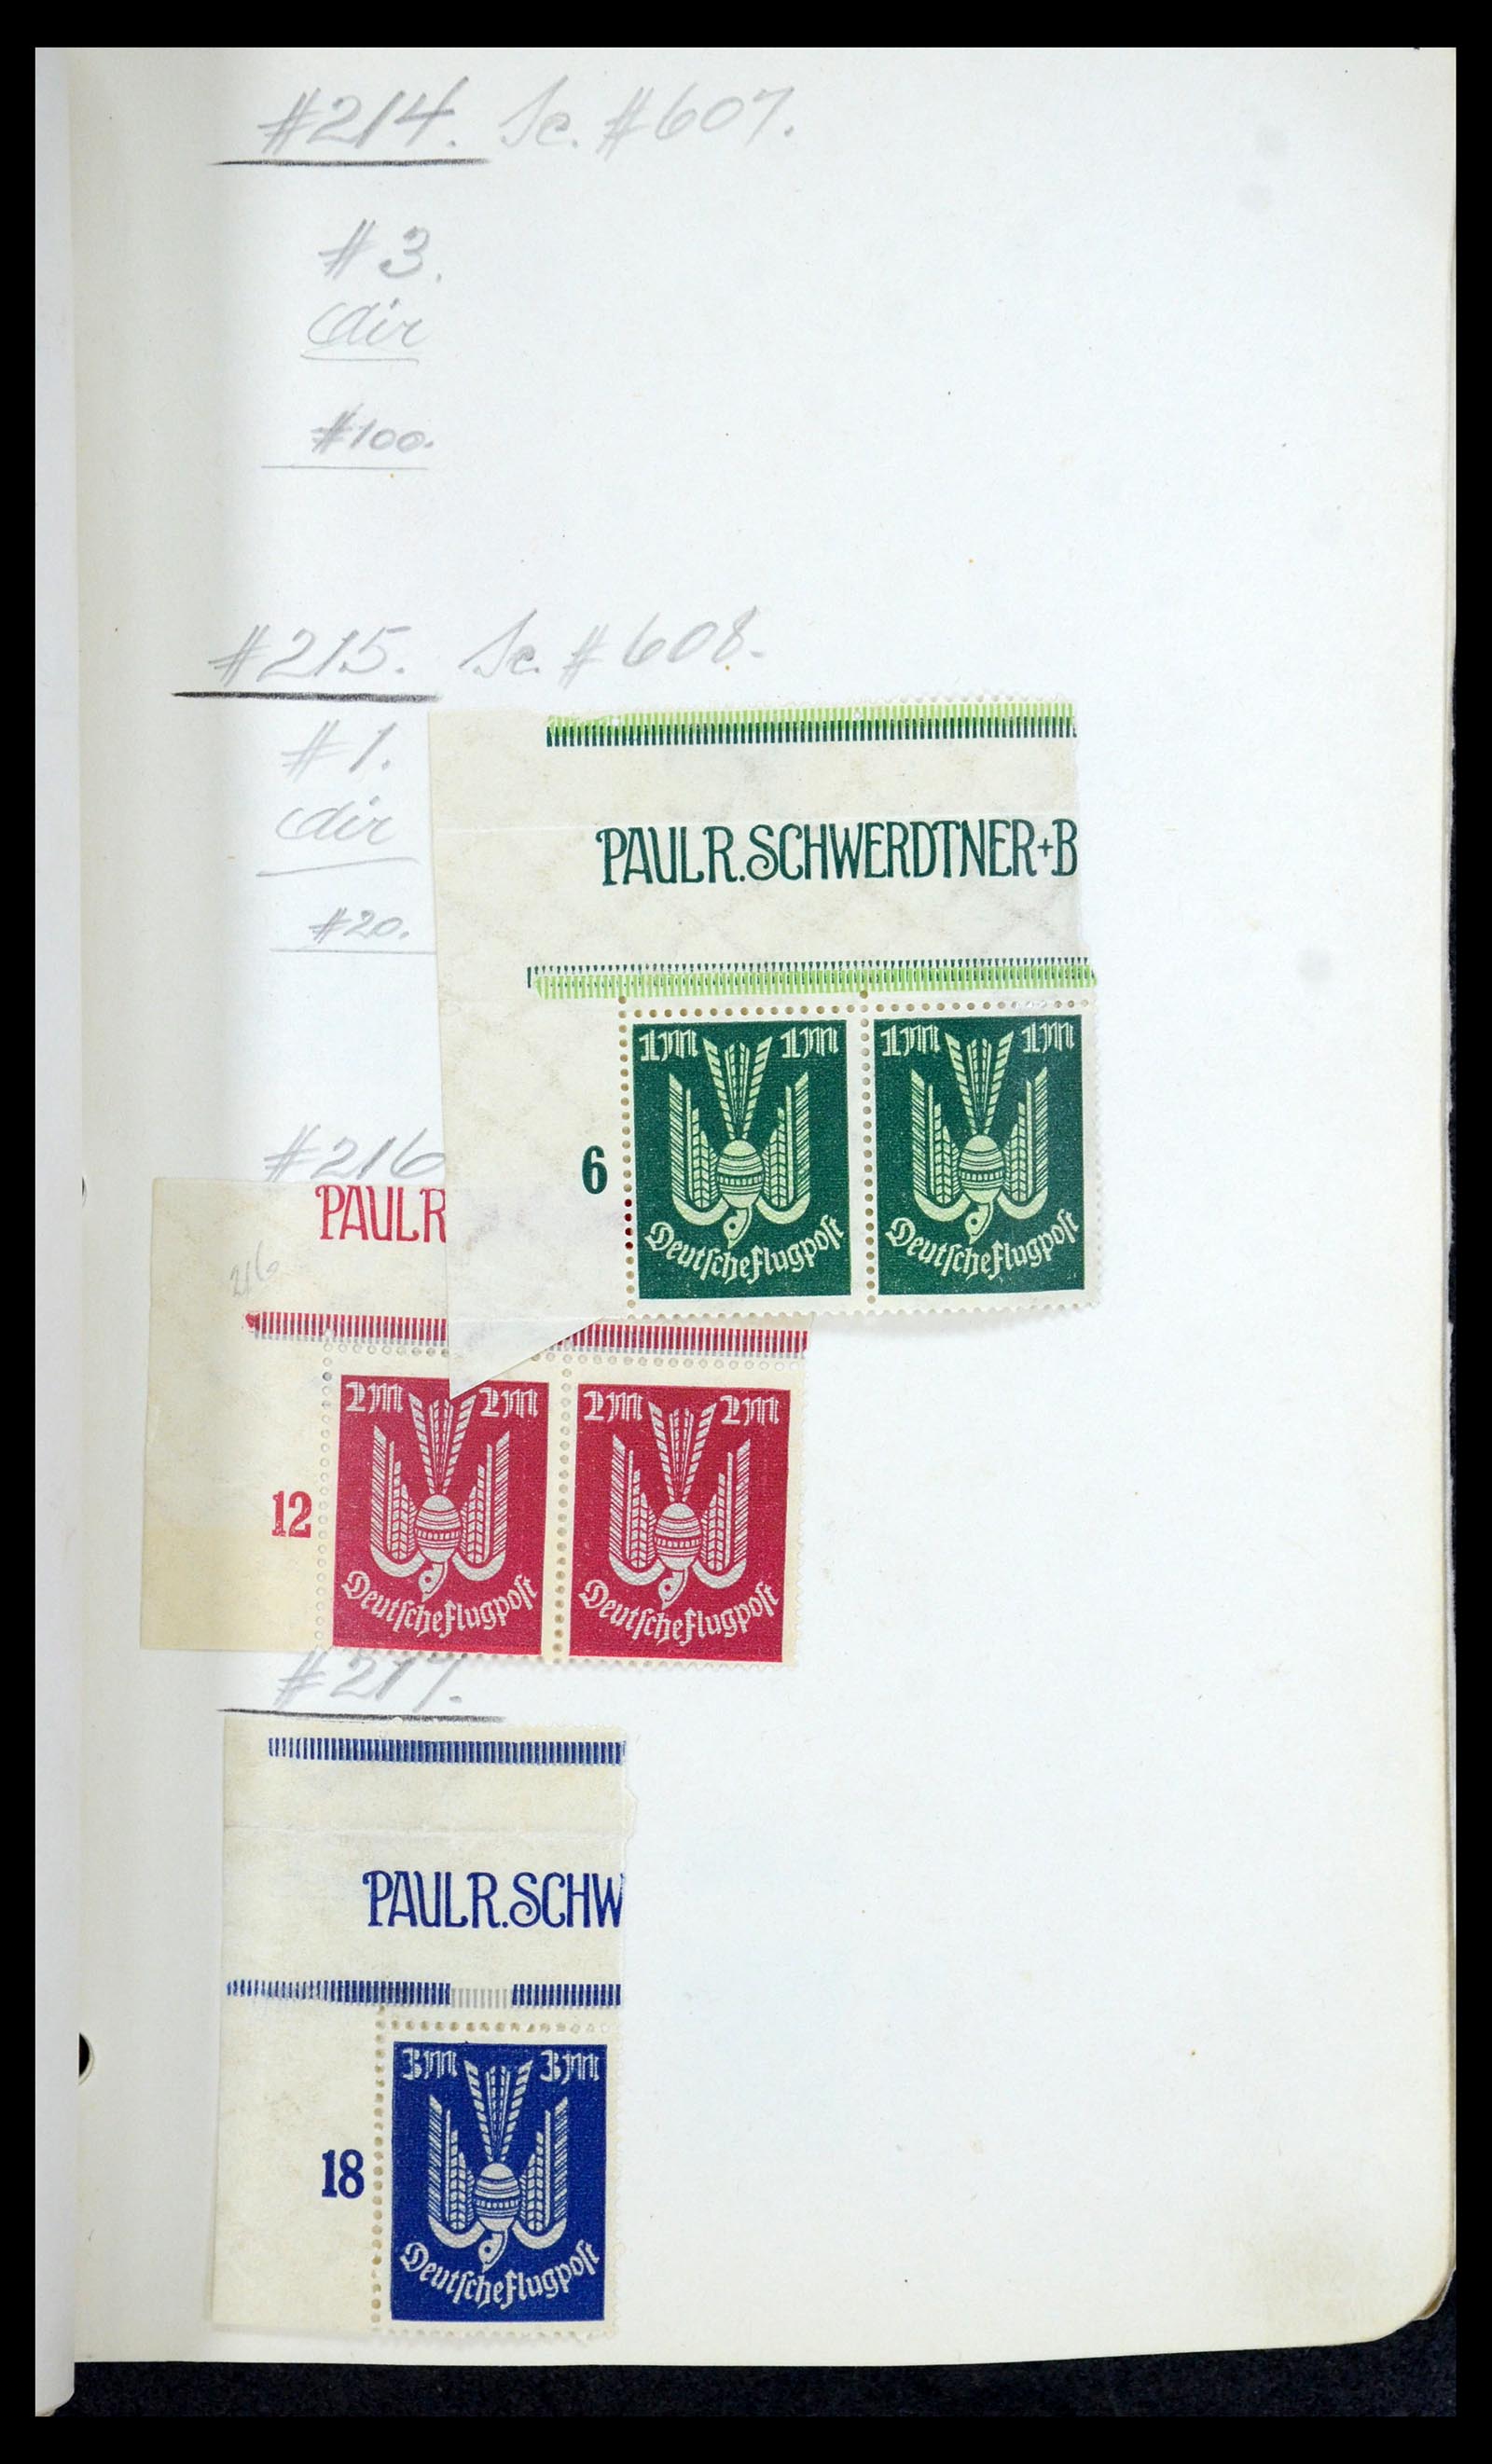 #214. Sc. #607.
#3.
Air
#100.
#215. Sc. #608.
#1.
Air
#20.
PAUL R. SCHWERDTNER+B
1M 1M 1M 1M
6
Deutsche Flugpost Deutsche Flugpost
#216
PAUL R
216
2M 2M 2M 2M
12
Deutsche Flugpost Deutsche Flugpost
#217.
PAUL R. SCHW
3M 3M
18
Deutsche Flugpost